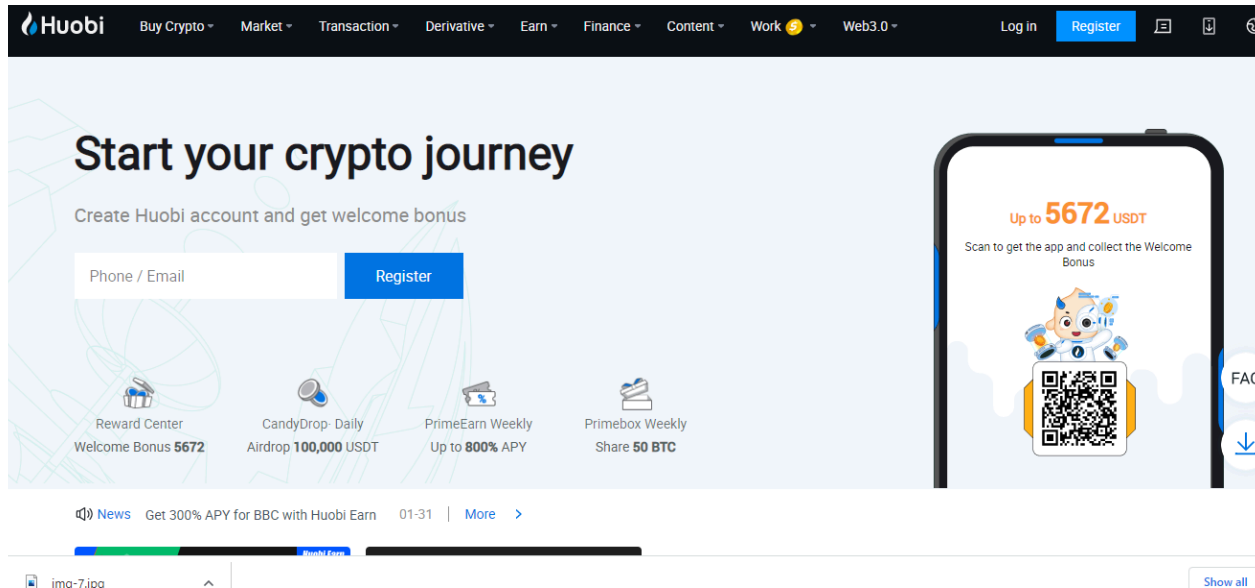 Huobi
Buy Crypto
Market
Transaction
Derivative
Earn
Finance
Content
Work
Web3.0
Log in
Register
Start your crypto journey
Create Huobi account and get welcome bonus
Phone / Email
Register
Reward Center
Welcome Bonus 5672
CandyDrop· Daily
Airdrop 100,000 USDT
PrimeEarn Weekly
Up to 800% APY
Primebox Weekly
Share 50 BTC
Up to 5672 USDT
Scan to get the app and collect the Welcome
Bonus
News
Get 300% APY for BBC with Huobi Earn
01-31
More
Huobi Earn
img-7.jpg
Show all